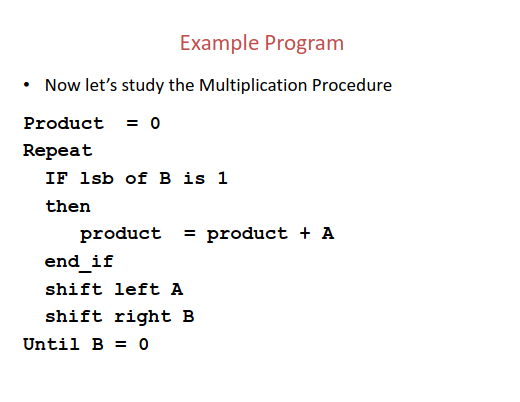 Example Program
• Now let's study the Multiplication Procedure
Product = 0
Repeat
IF lsb of B is 1
then
product = product + A
end_if
shift left A
shift right B
Until B = 0